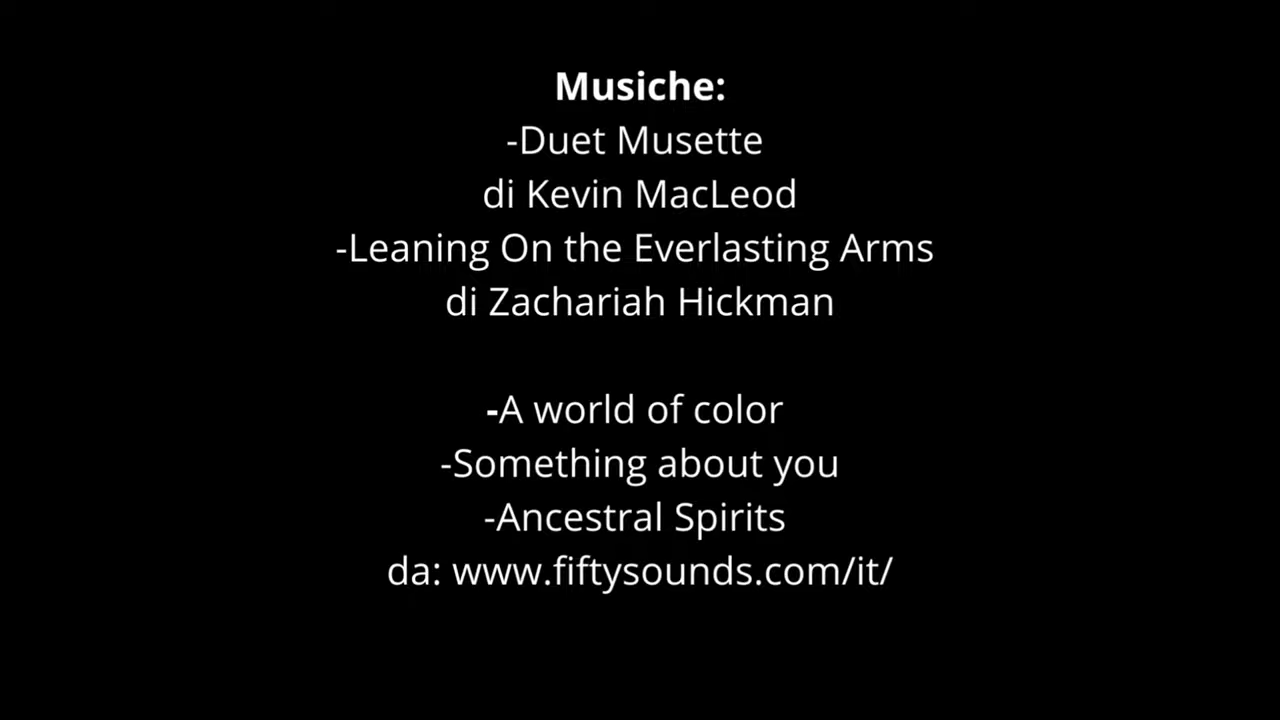 Musiche:
-Duet Musette
di Kevin MacLeod
-Leaning On the Everlasting Arms
di Zachariah Hickman
-A world of color
-Something about you
-Ancestral Spirits
da: www.fiftysounds.com/it/